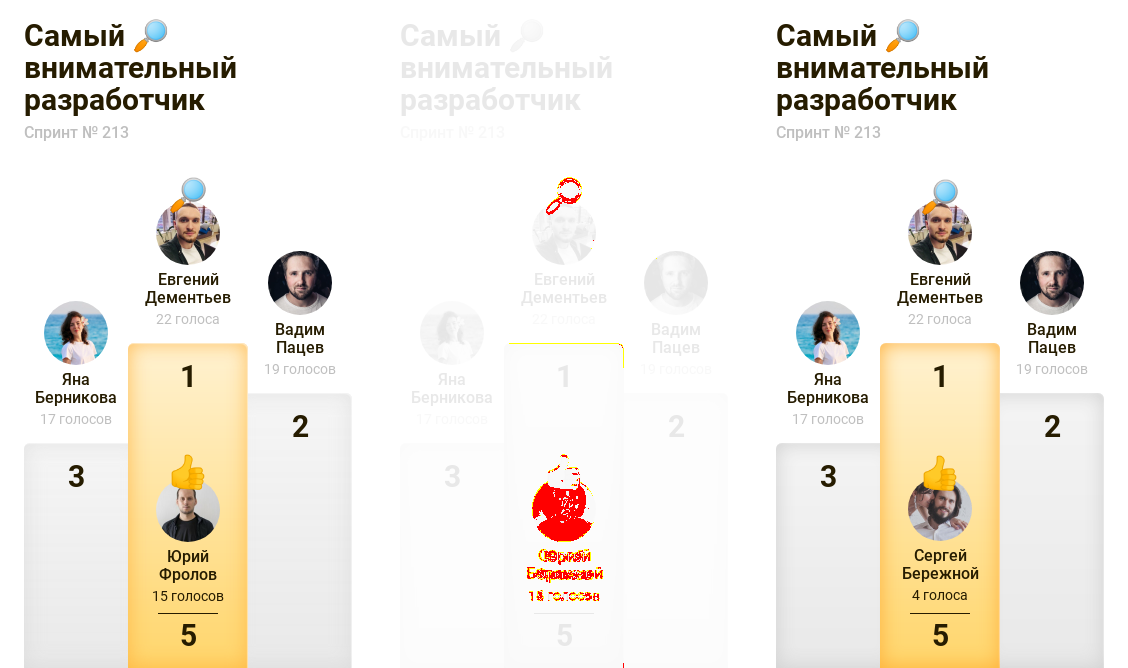 Самый 🔎
внимательный
разработчик
Спринт № 213
Евгений
Дементьев
22 голоса
Вадим
Пацев
19 голосов
Яна
Берникова
17 голосов
1
2
3
Юрий
Фролов
15 голосов
5
Самый
внимательный
разработчик
Спринт № 213
Евгений
Дементьев
22 голоса
Вадим
Пацев
19 голосов
Яна
Берникова
17 голосов
1
2
3
5
Самый 🔎
внимательный
разработчик
Спринт № 213
Евгений
Дементьев
22 голоса
Вадим
Пацев
19 голосов
Яна
Берникова
17 голосов
1
2
3
Сергей
Бережной
4 голоса
5